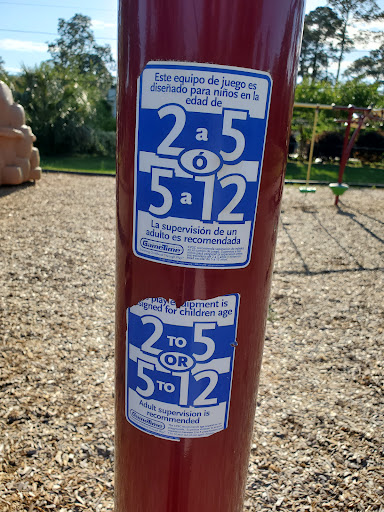 Este equipo de juego es
diseñado para niños en la
edad de
2 a 5
ó
5 a 12
La supervisión de un
adulto es recomendada
GameTime
play equipment is
signed for children age
2 TO 5
OR
5 TO 12
Adult supervision is
recommended
GameTime